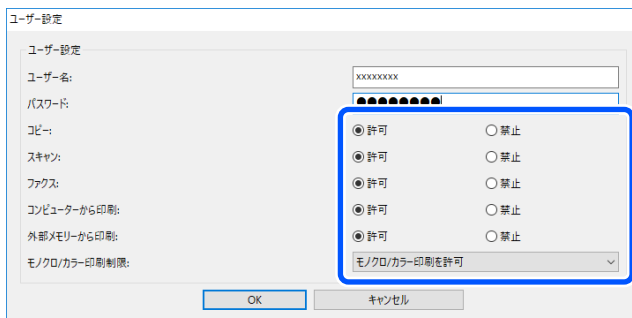 ユーザー設定
ユーザー設定
ユーザー名: xxxxxxxx
パスワード: ●●●●●●●●
コピー: 許可 禁止
スキャン: 許可 禁止
ファクス: 許可 禁止
コンピューターから印刷: 許可 禁止
外部メモリーから印刷: 許可 禁止
モノクロ/カラー印刷制限: モノクロ/カラー印刷を許可
OK キャンセル